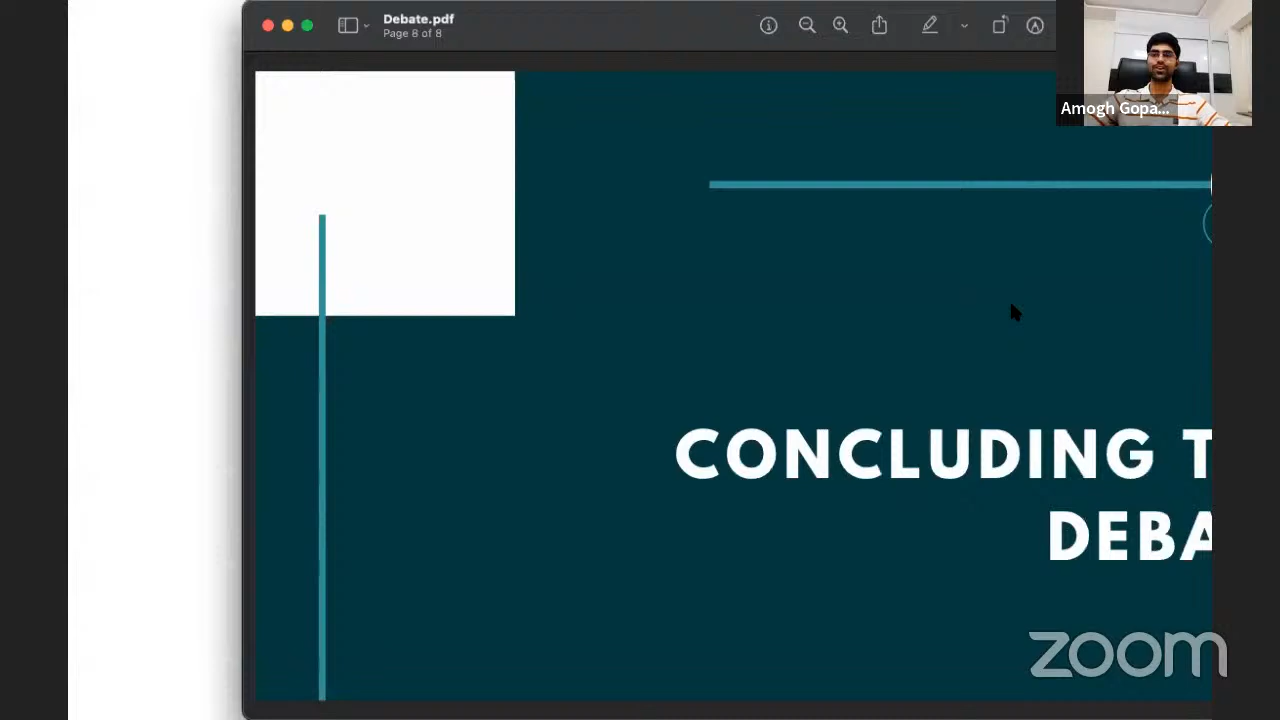 Debate.pdf
Page 8 of 8
Amogh Gopa...
CONCLUDING T
DEBA
zoom